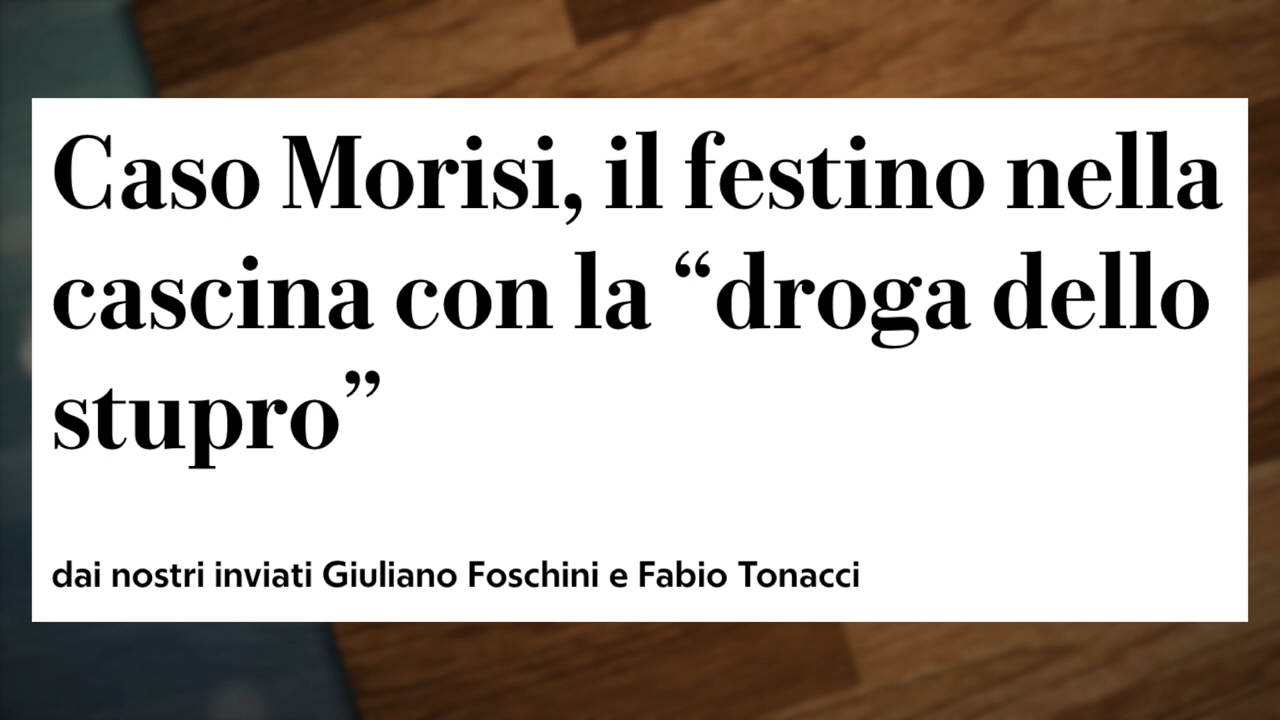 Caso Morisi, il festino nella
cascina con la “droga dello
stupro”
dai nostri inviati Giuliano Foschini e Fabio Tonacci